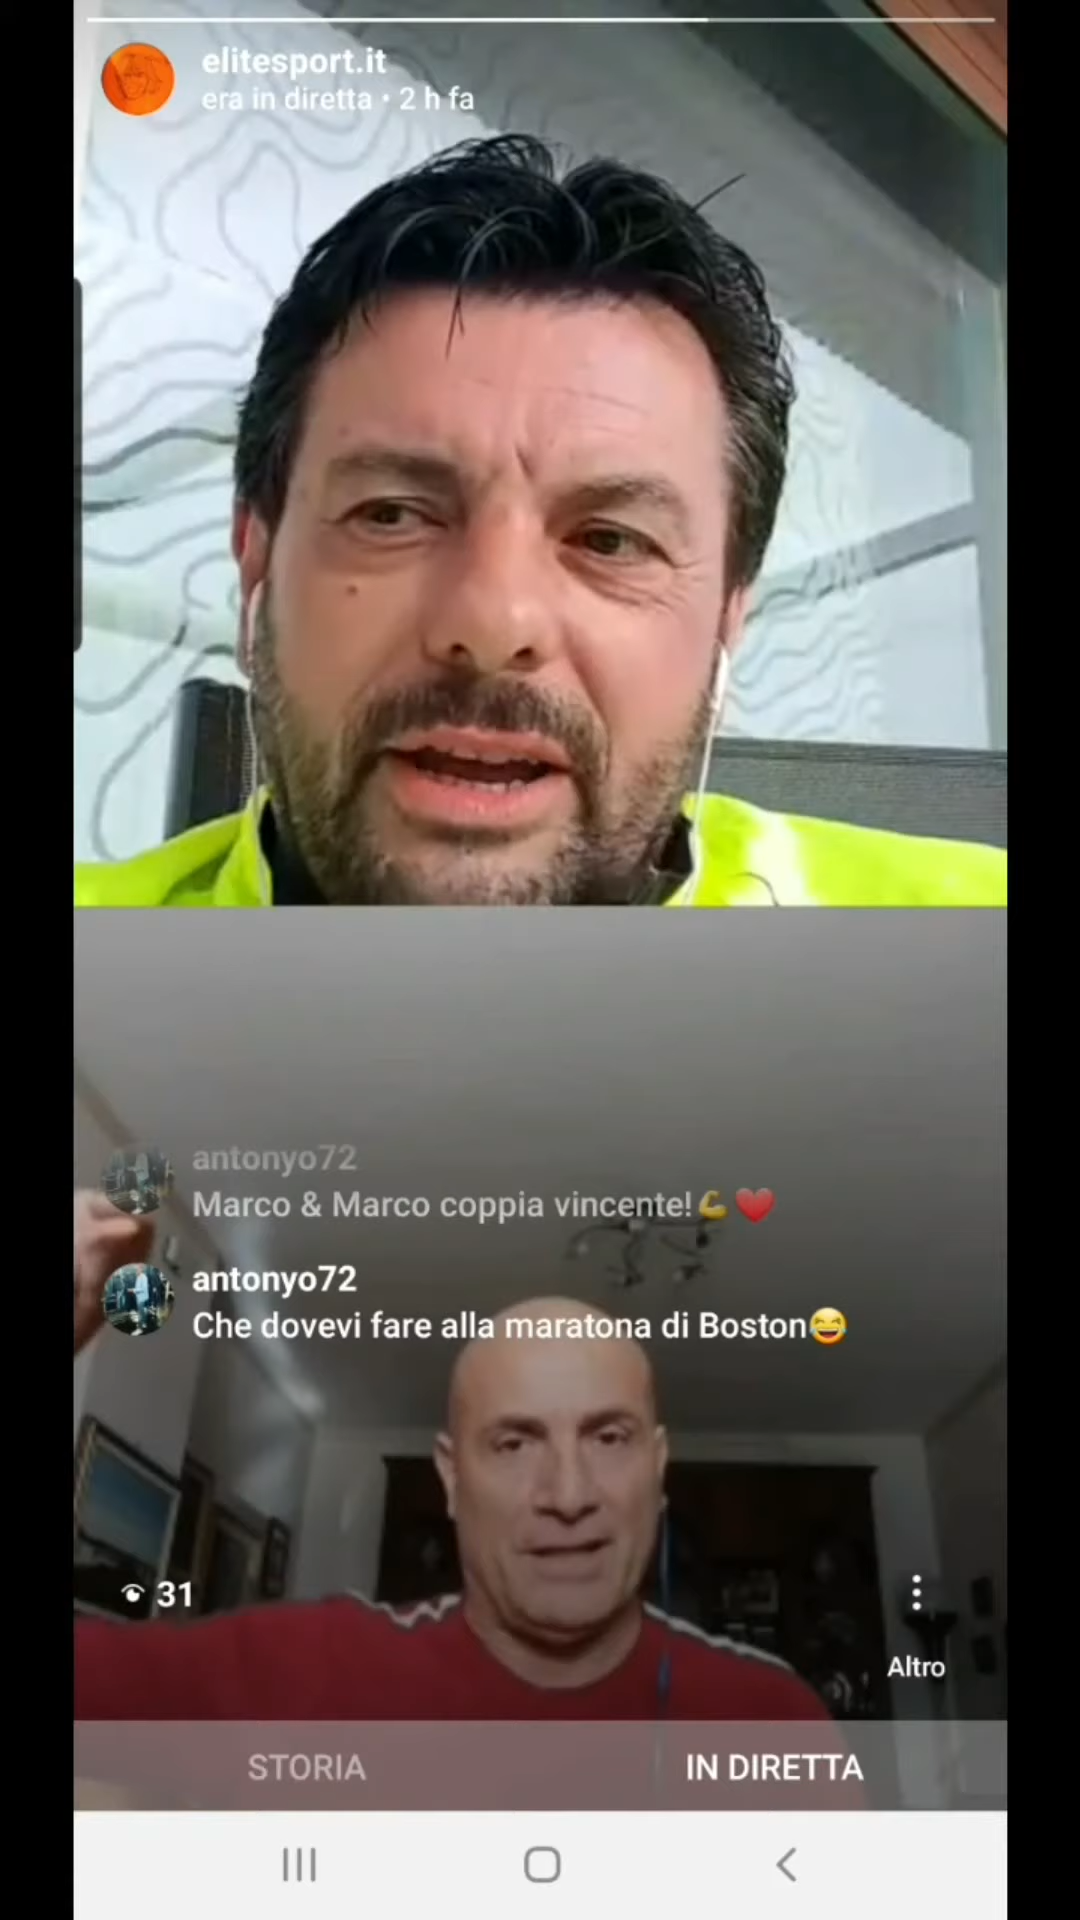 elitesport.it
era in diretta • 2 h fa
antonyo72
Marco & Marco coppia vincente!💪❤️
antonyo72
Che dovevi fare alla maratona di Boston😂
31
Altro
STORIA
IN DIRETTA